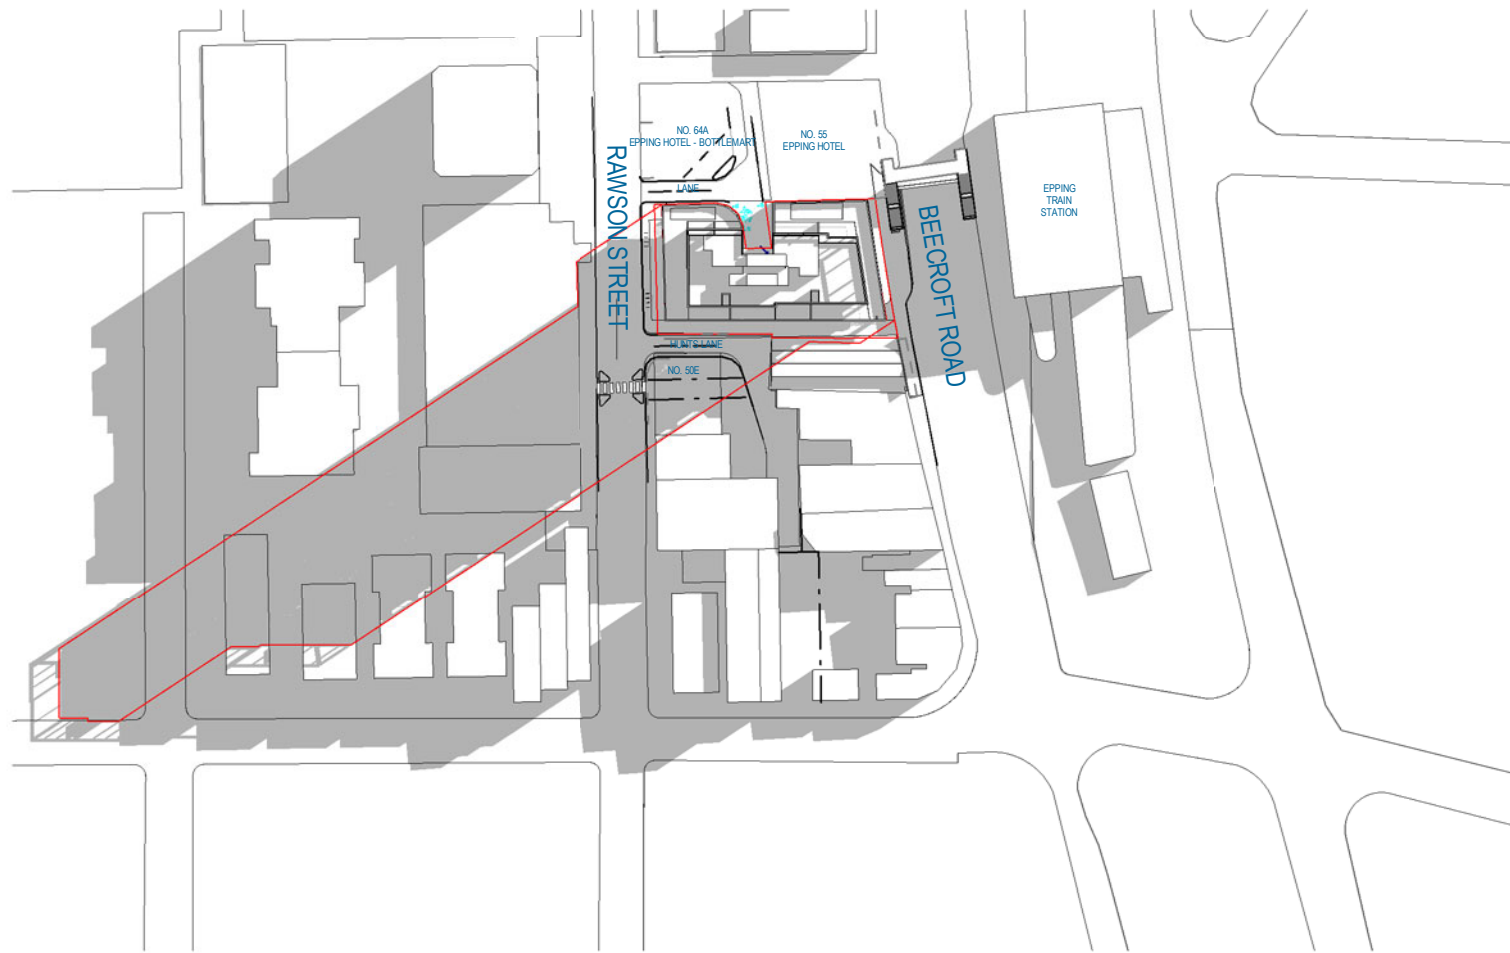 NO. 64A
EPPING HOTEL - BOTTLEMART
NO. 55
EPPING HOTEL
LANE
RAWSON STREET
BEECROFT ROAD
EPPING
TRAIN
STATION
HUNTS LANE
NO. 50E